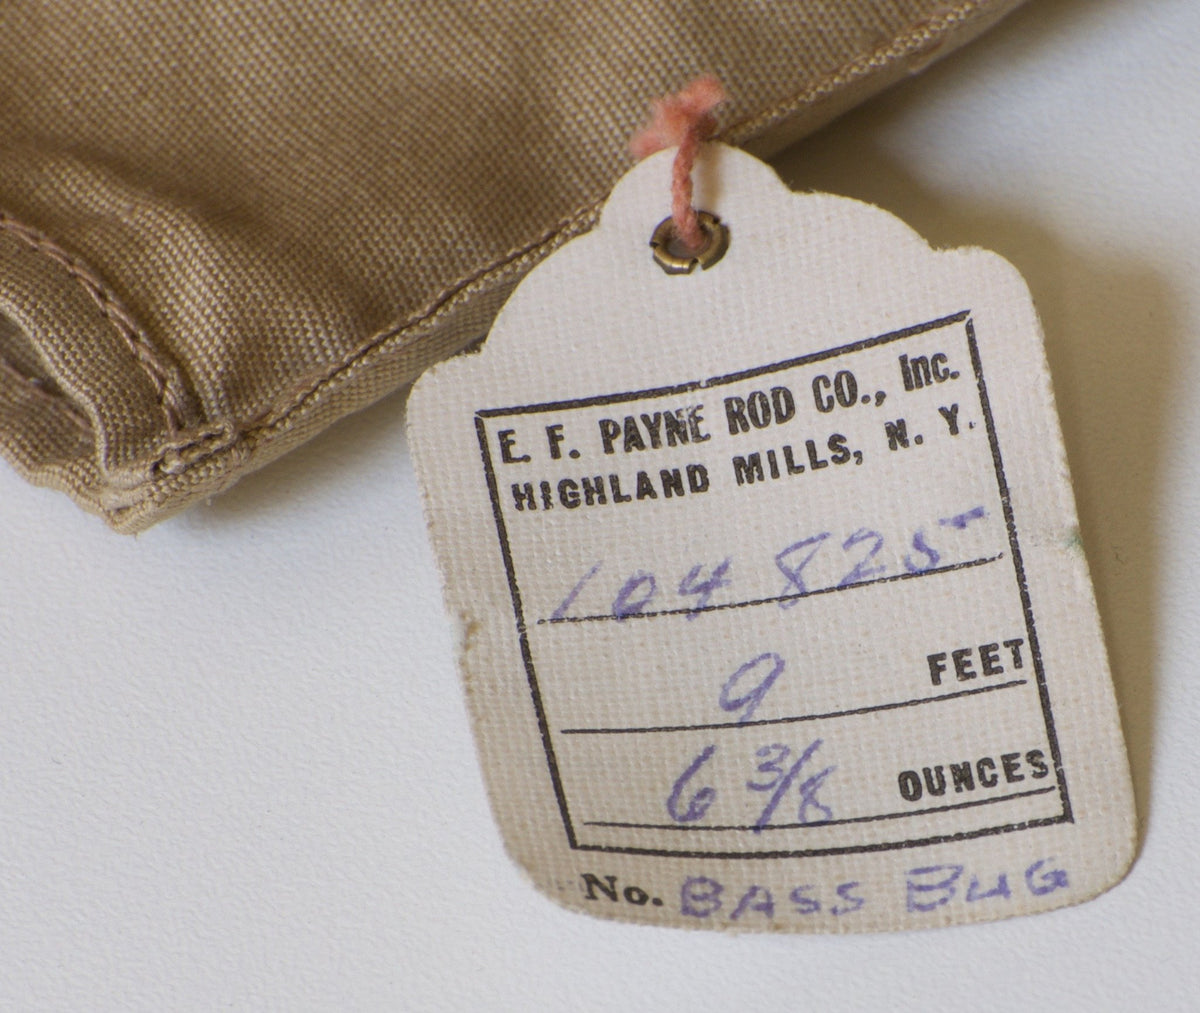 E. F. PAYNE ROD CO., Inc.
HIGHLAND MILLS, N. Y.
104 825
9 FEET
6 3/8 OUNCES
No. BASS BUG